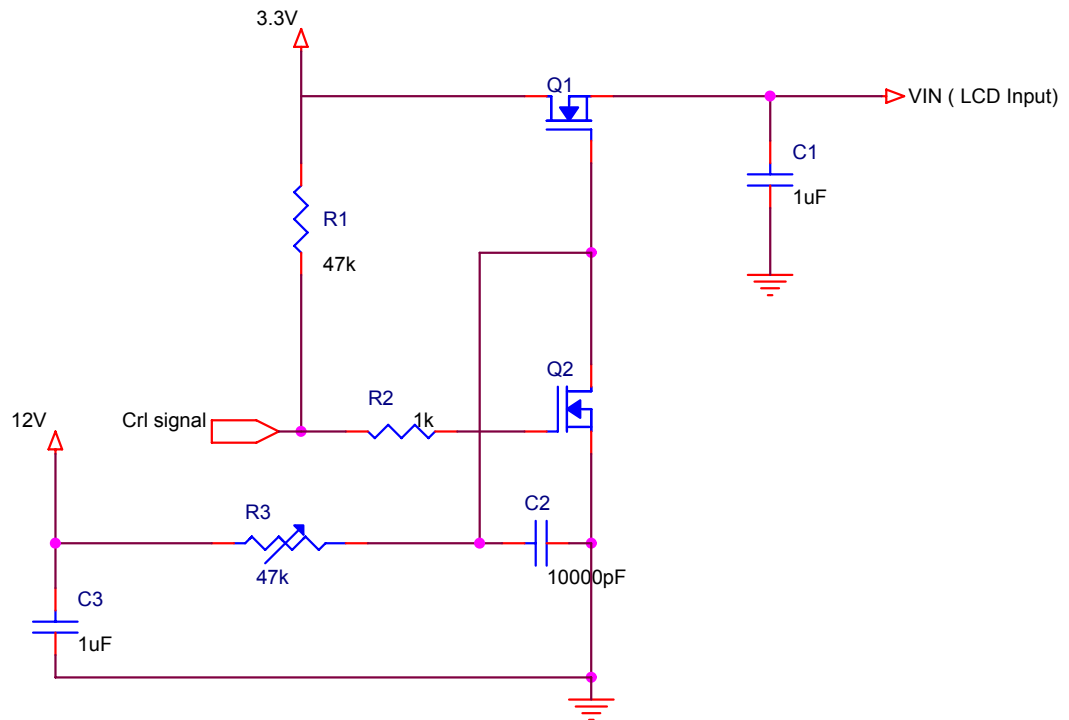 3.3V
Q1
VIN ( LCD Input)
C1
1uF
R1
47k
Q2
R2
1k
12V
Crl signal
R3
47k
C2
10000pF
C3
1uF